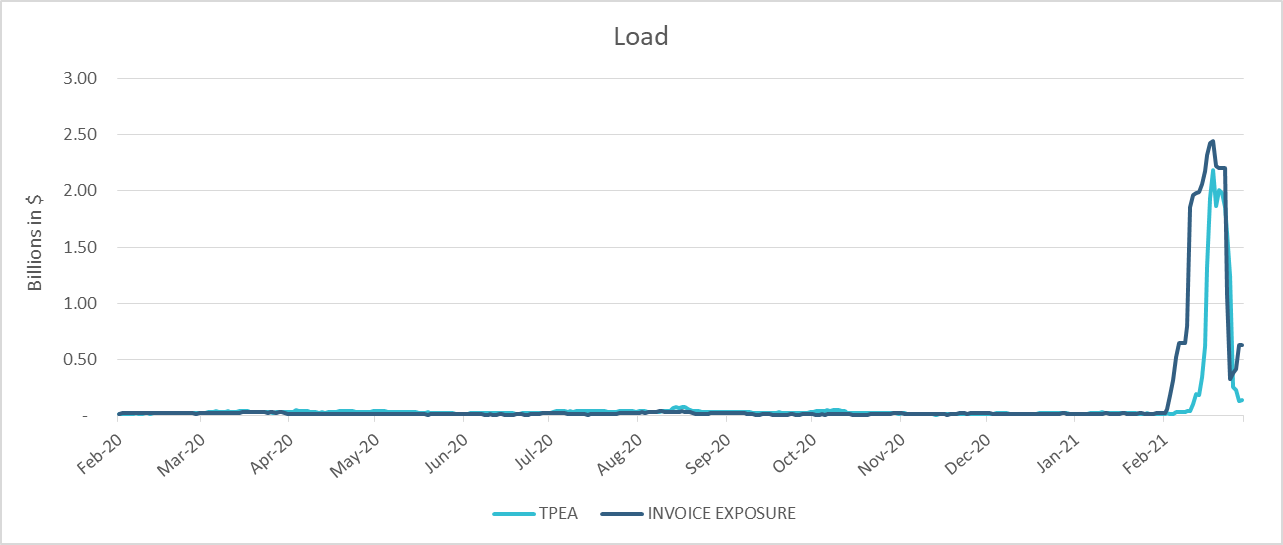 Load
3.00
2.50
2.00
1.50
1.00
0.50
-
Billions in $
Feb-20
Mar-20
Apr-20
May-20
Jun-20
Jul-20
Aug-20
Sep-20
Oct-20
Nov-20
Dec-20
Jan-21
Feb-21
TPEA
INVOICE EXPOSURE